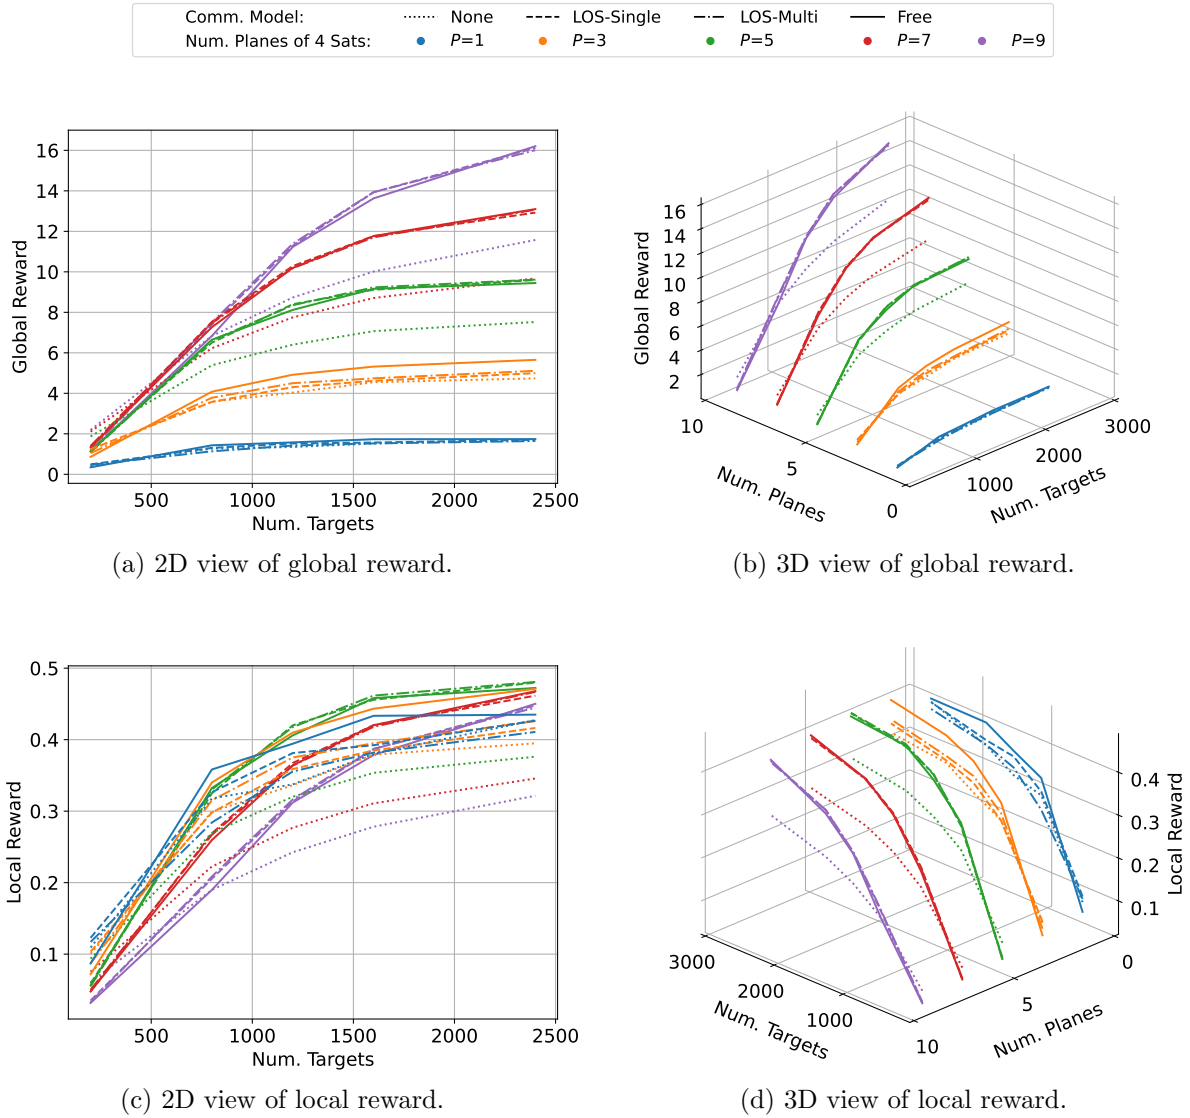 Comm. Model: None LOS-Single LOS-Multi Free
Num. Planes of 4 Sats: P=1 P=3 P=5 P=7 P=9
16
14
12
10
8
6
4
2
0
Global Reward
500 1000 1500 2000 2500
Num. Targets
(a) 2D view of global reward.
16
14
12
10
8
6
4
2
Global Reward
10
5
0
Num. Planes
1000
2000
3000
Num. Targets
(b) 3D view of global reward.
0.5
0.4
0.3
0.2
0.1
Local Reward
500 1000 1500 2000 2500
Num. Targets
(c) 2D view of local reward.
0.4
0.3
0.2
0.1
Local Reward
3000
2000
1000
Num. Targets
0
5
10
Num. Planes
(d) 3D view of local reward.